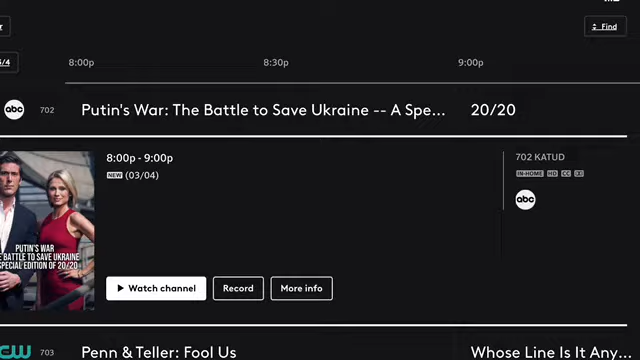 Find
/4
8:00p 8:30p 9:00p
abc 702 Putin's War: The Battle to Save Ukraine -- A Spe... 20/20
8:00p - 9:00p
NEW (03/04)
702 KATUD
IN-HOME HD CC
abc
PUTIN'S WAR
E BATTLE TO SAVE UKRAINE
SPECIAL EDITION OF 20/20
Watch channel Record More info
CW 703 Penn & Teller: Fool Us Whose Line Is It Any...